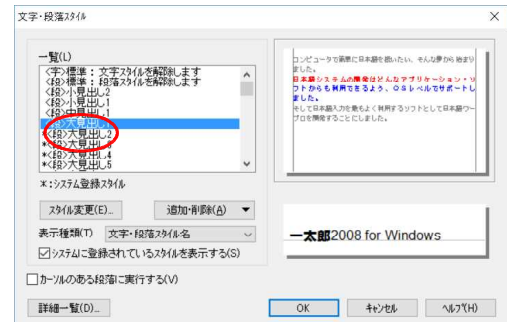 文字・段落スタイル
一覧(L)
<字>標準：文字スタイルを解除します
<段>標準：段落スタイルを解除します
<段>小見出し2
<段>小見出し1
<段>中見出し1
*<段>大見出し1
*<段>大見出し2
*<段>大見出し3
*<段>大見出し4
*<段>大見出し5
*:システム登録スタイル
スタイル変更(E)...
追加・削除(A)
表示種類(T)
文字・段落スタイル名
システムに登録されているスタイルを表示する(S)
カーソルのある段落に実行する(V)
詳細一覧(D)...
コンピュータで画面に日本語を扱いたい、そんな夢から始まり
ました。
日本語システムの開発はどんなアプリケーション・ソ
フトからも利用できるよう、ＯＳレベルでサポートし
ました。
そして日本語入力を最もよく利用するソフトとして日本語ワー
プロを開発することにしました。
一太郎2008 for Windows
OK
キャンセル
ヘルプ(H)